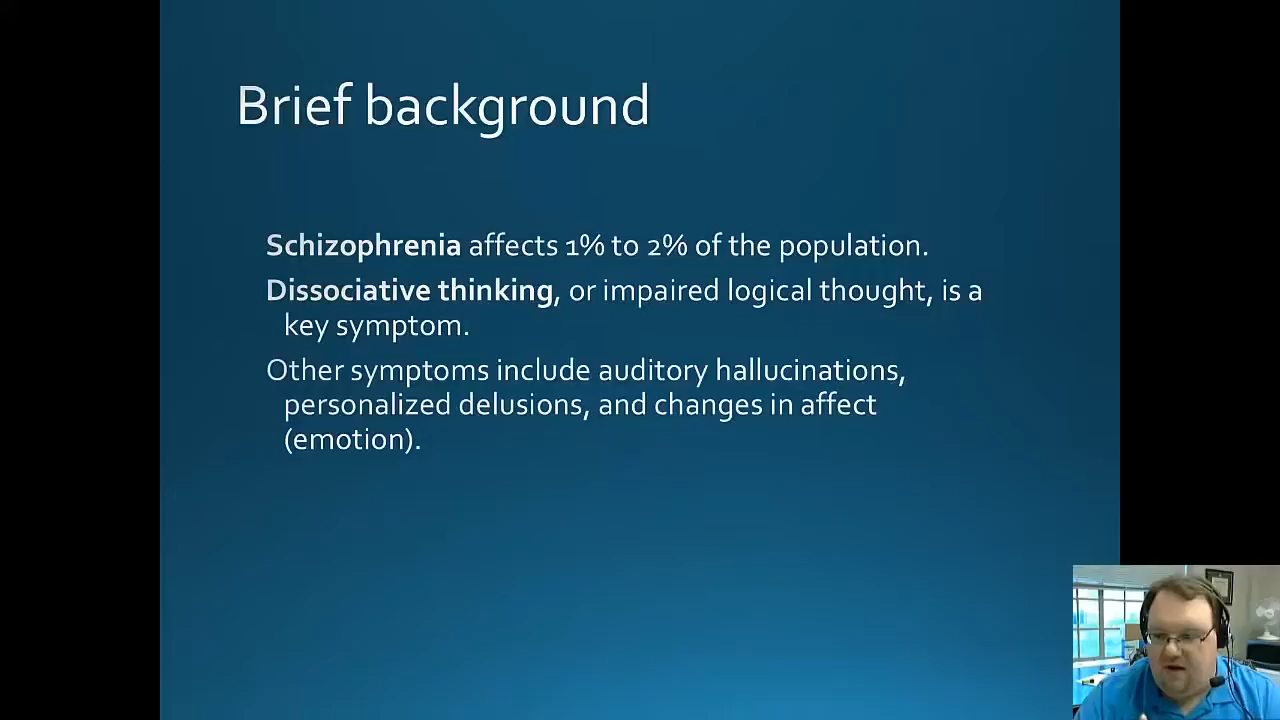 Brief background
Schizophrenia affects 1% to 2% of the population.
Dissociative thinking, or impaired logical thought, is a
key symptom.
Other symptoms include auditory hallucinations,
personalized delusions, and changes in affect
(emotion).